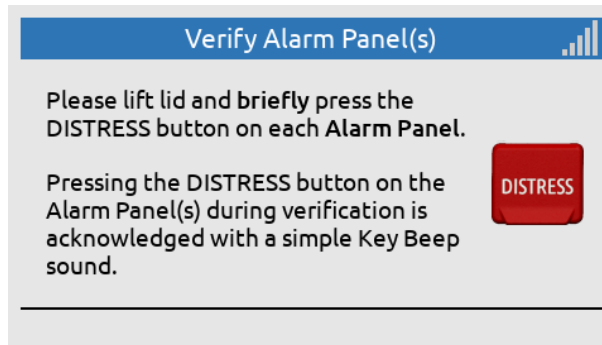 Verify Alarm Panel(s)
Please lift lid and briefly press the
DISTRESS button on each Alarm Panel.
Pressing the DISTRESS button on the
Alarm Panel(s) during verification is
acknowledged with a simple Key Beep
sound.
DISTRESS